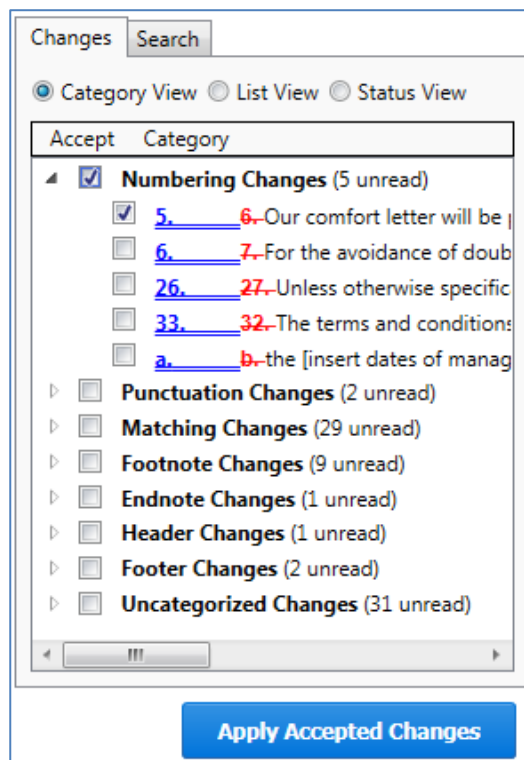 Changes Search
Category View List View Status View
Accept Category
Numbering Changes (5 unread)
5. 6. Our comfort letter will be
6. 7. For the avoidance of doub
26. 27. Unless otherwise specific
33. 32. The terms and conditions
a. b. the [insert dates of manag
Punctuation Changes (2 unread)
Matching Changes (29 unread)
Footnote Changes (9 unread)
Endnote Changes (1 unread)
Header Changes (1 unread)
Footer Changes (2 unread)
Uncategorized Changes (31 unread)
Apply Accepted Changes